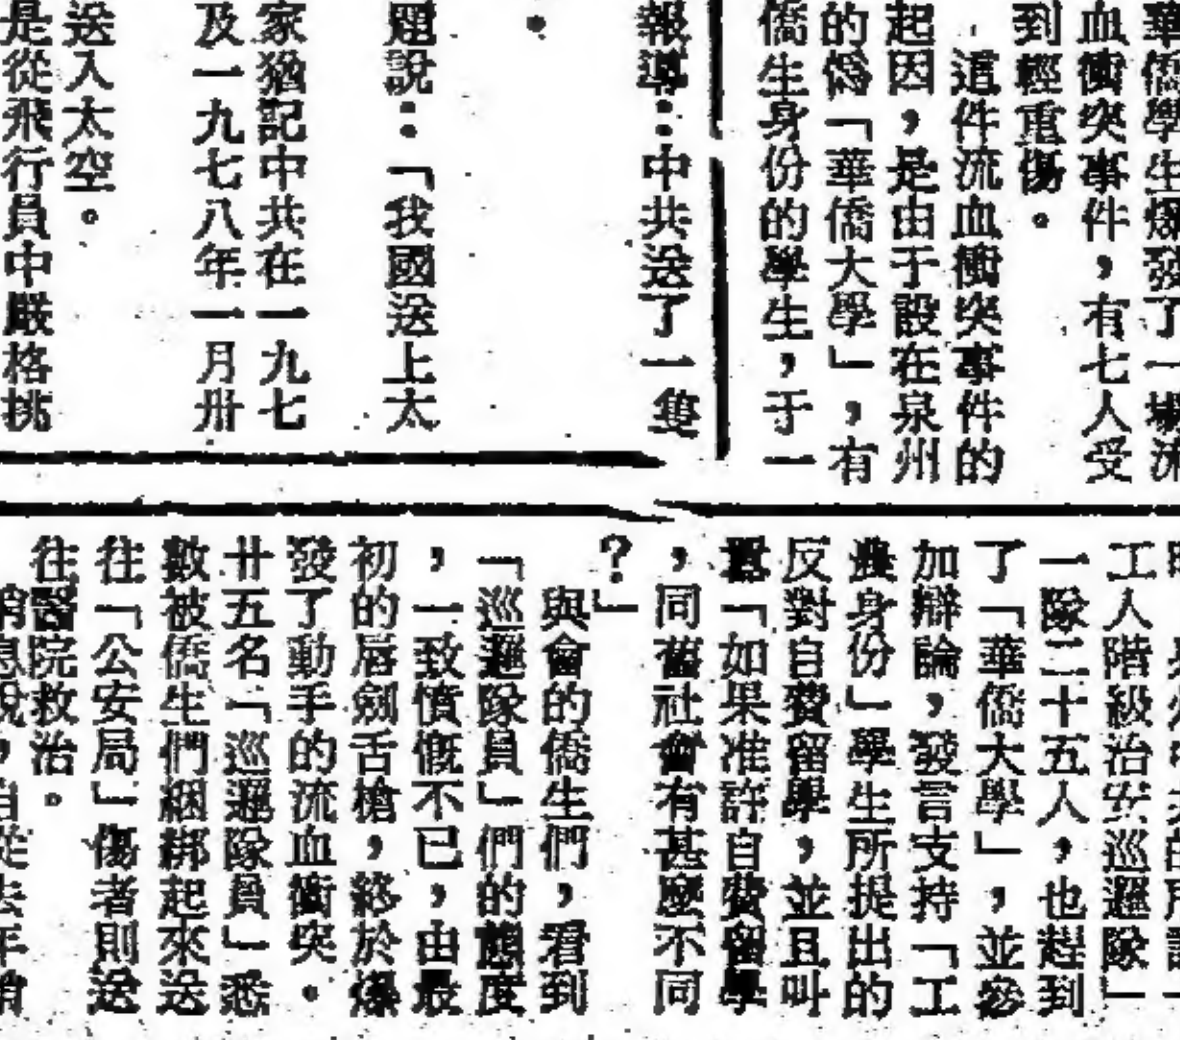 華僑學生爆發了一場流
血衝突事件，有七人受
到輕重傷。
這件流血衝突事件的
起因，是由于設在泉州
的僞「華僑大學」，有
僑生身份的學生，于一
報導：中共送了一隻
。
題說：「我國送上太
家猶記中共在一九七
及一九七八年一月卅
送入太空。
是從飛行員中嚴格挑
工人階級治安巡邏隊」
一隊二十五人，也趕到
了「華僑大學」，並參
加辯論，發言支持「工
農身份」學生所提出的
反對自費留學，並且叫
囂「如果准許自費留學
，同舊社會有甚麼不同
？」
與會的僑生們，看到
「巡邏隊員」們的態度
，一致憤慨不已，由最
初的唇劍舌槍，終於爆
發了動手的流血衝突。
廿五名「巡邏隊員」悉
數被僑生們綑綁起來送
往「公安局」傷者則送
往醫院救治。
消息說，自從去年